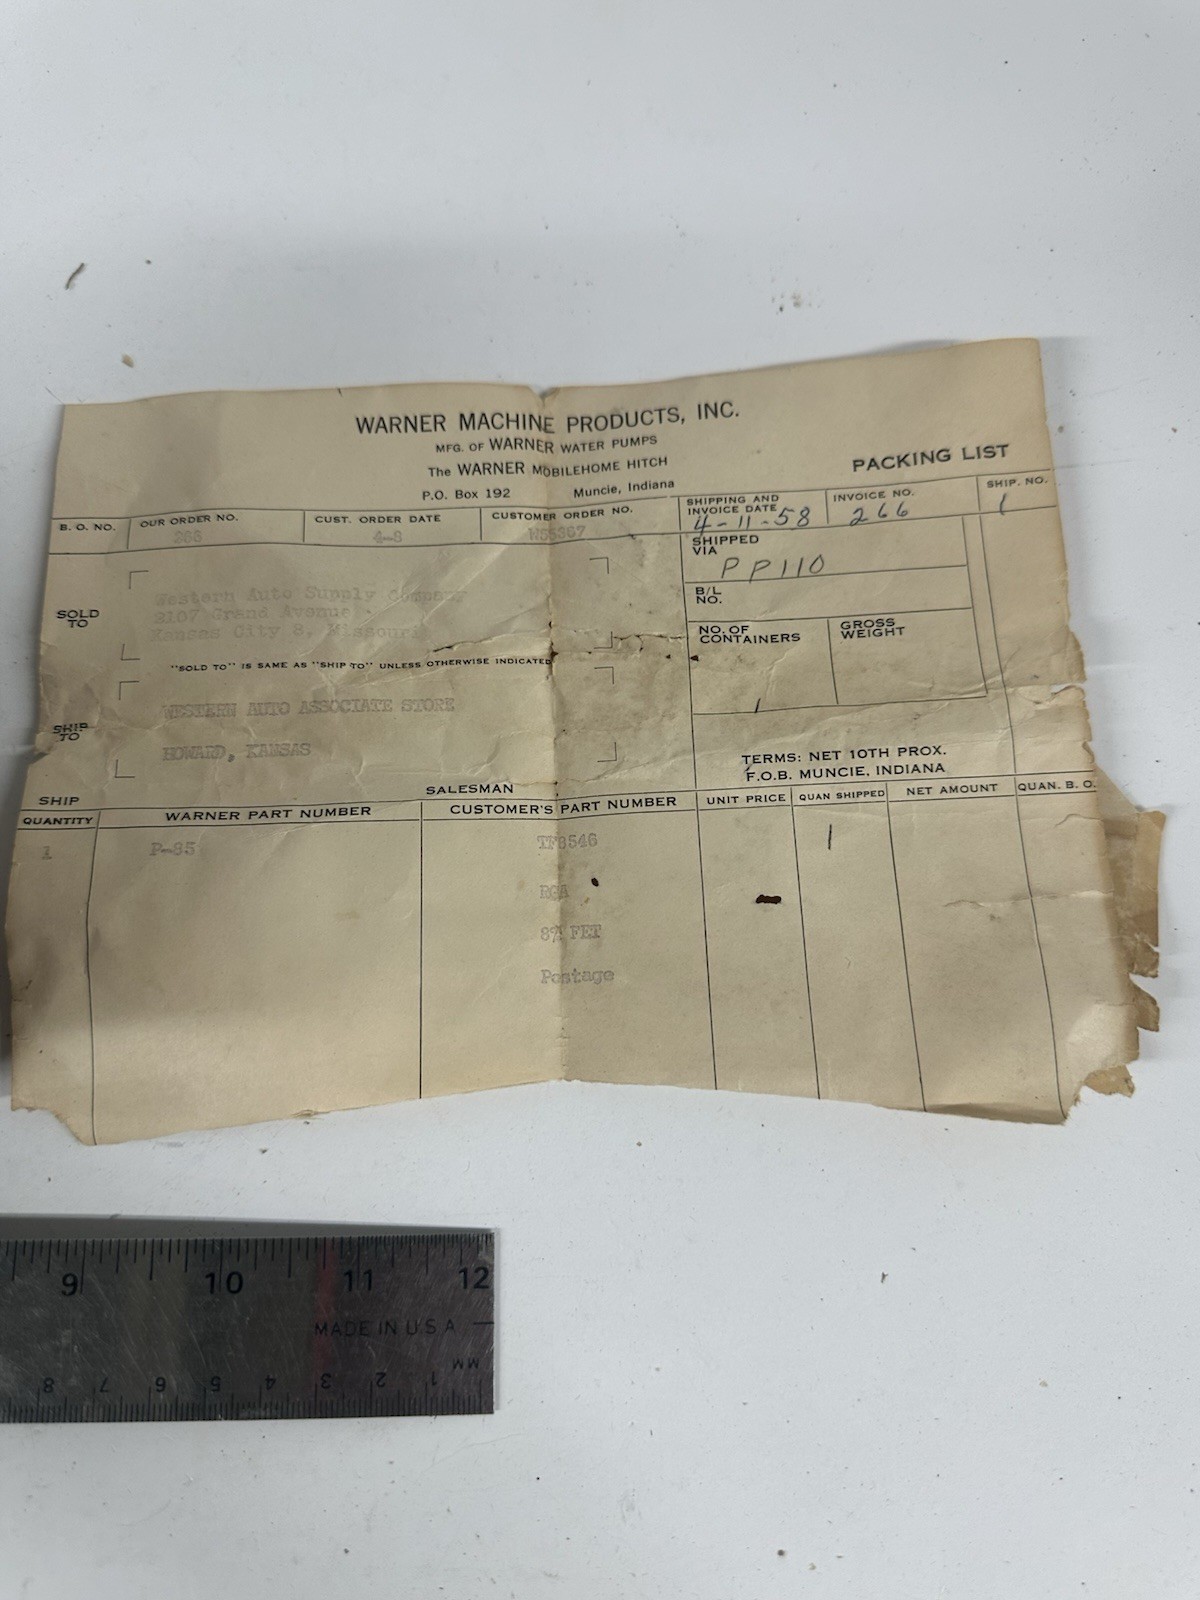 WARNER MACHINE PRODUCTS, INC.
MFG. OF WARNER WATER PUMPS
The WARNER MOBILEHOME HITCH
P.O. Box 192 Muncie, Indiana
PACKING LIST
B. O. NO. OUR ORDER NO. CUST. ORDER DATE CUSTOMER ORDER NO. SHIPPING AND INVOICE DATE INVOICE NO. SHIP. NO.
4-8 4-11-58 266 1
SHIPPED VIA
PP110
B/L NO.
NO. OF CONTAINERS GROSS WEIGHT
1
SOLD TO
Western Auto Supply Company
2107 Grand Avenue
Kansas City 8, Missouri
"SOLD TO" IS SAME AS "SHIP TO" UNLESS OTHERWISE INDICATED
SHIP TO
WESTERN AUTO ASSOCIATE STORE
HOWARD, KANSAS
TERMS: NET 10TH PROX.
F.O.B. MUNCIE, INDIANA
SALESMAN
SHIP QUANTITY WARNER PART NUMBER CUSTOMER'S PART NUMBER UNIT PRICE QUAN SHIPPED NET AMOUNT QUAN. B. O.
1 P-85 TF8546 1
8% FET
Postage
9 10 11 12
MADE IN U S A
MM
8 7 6 5 4 3 2 1